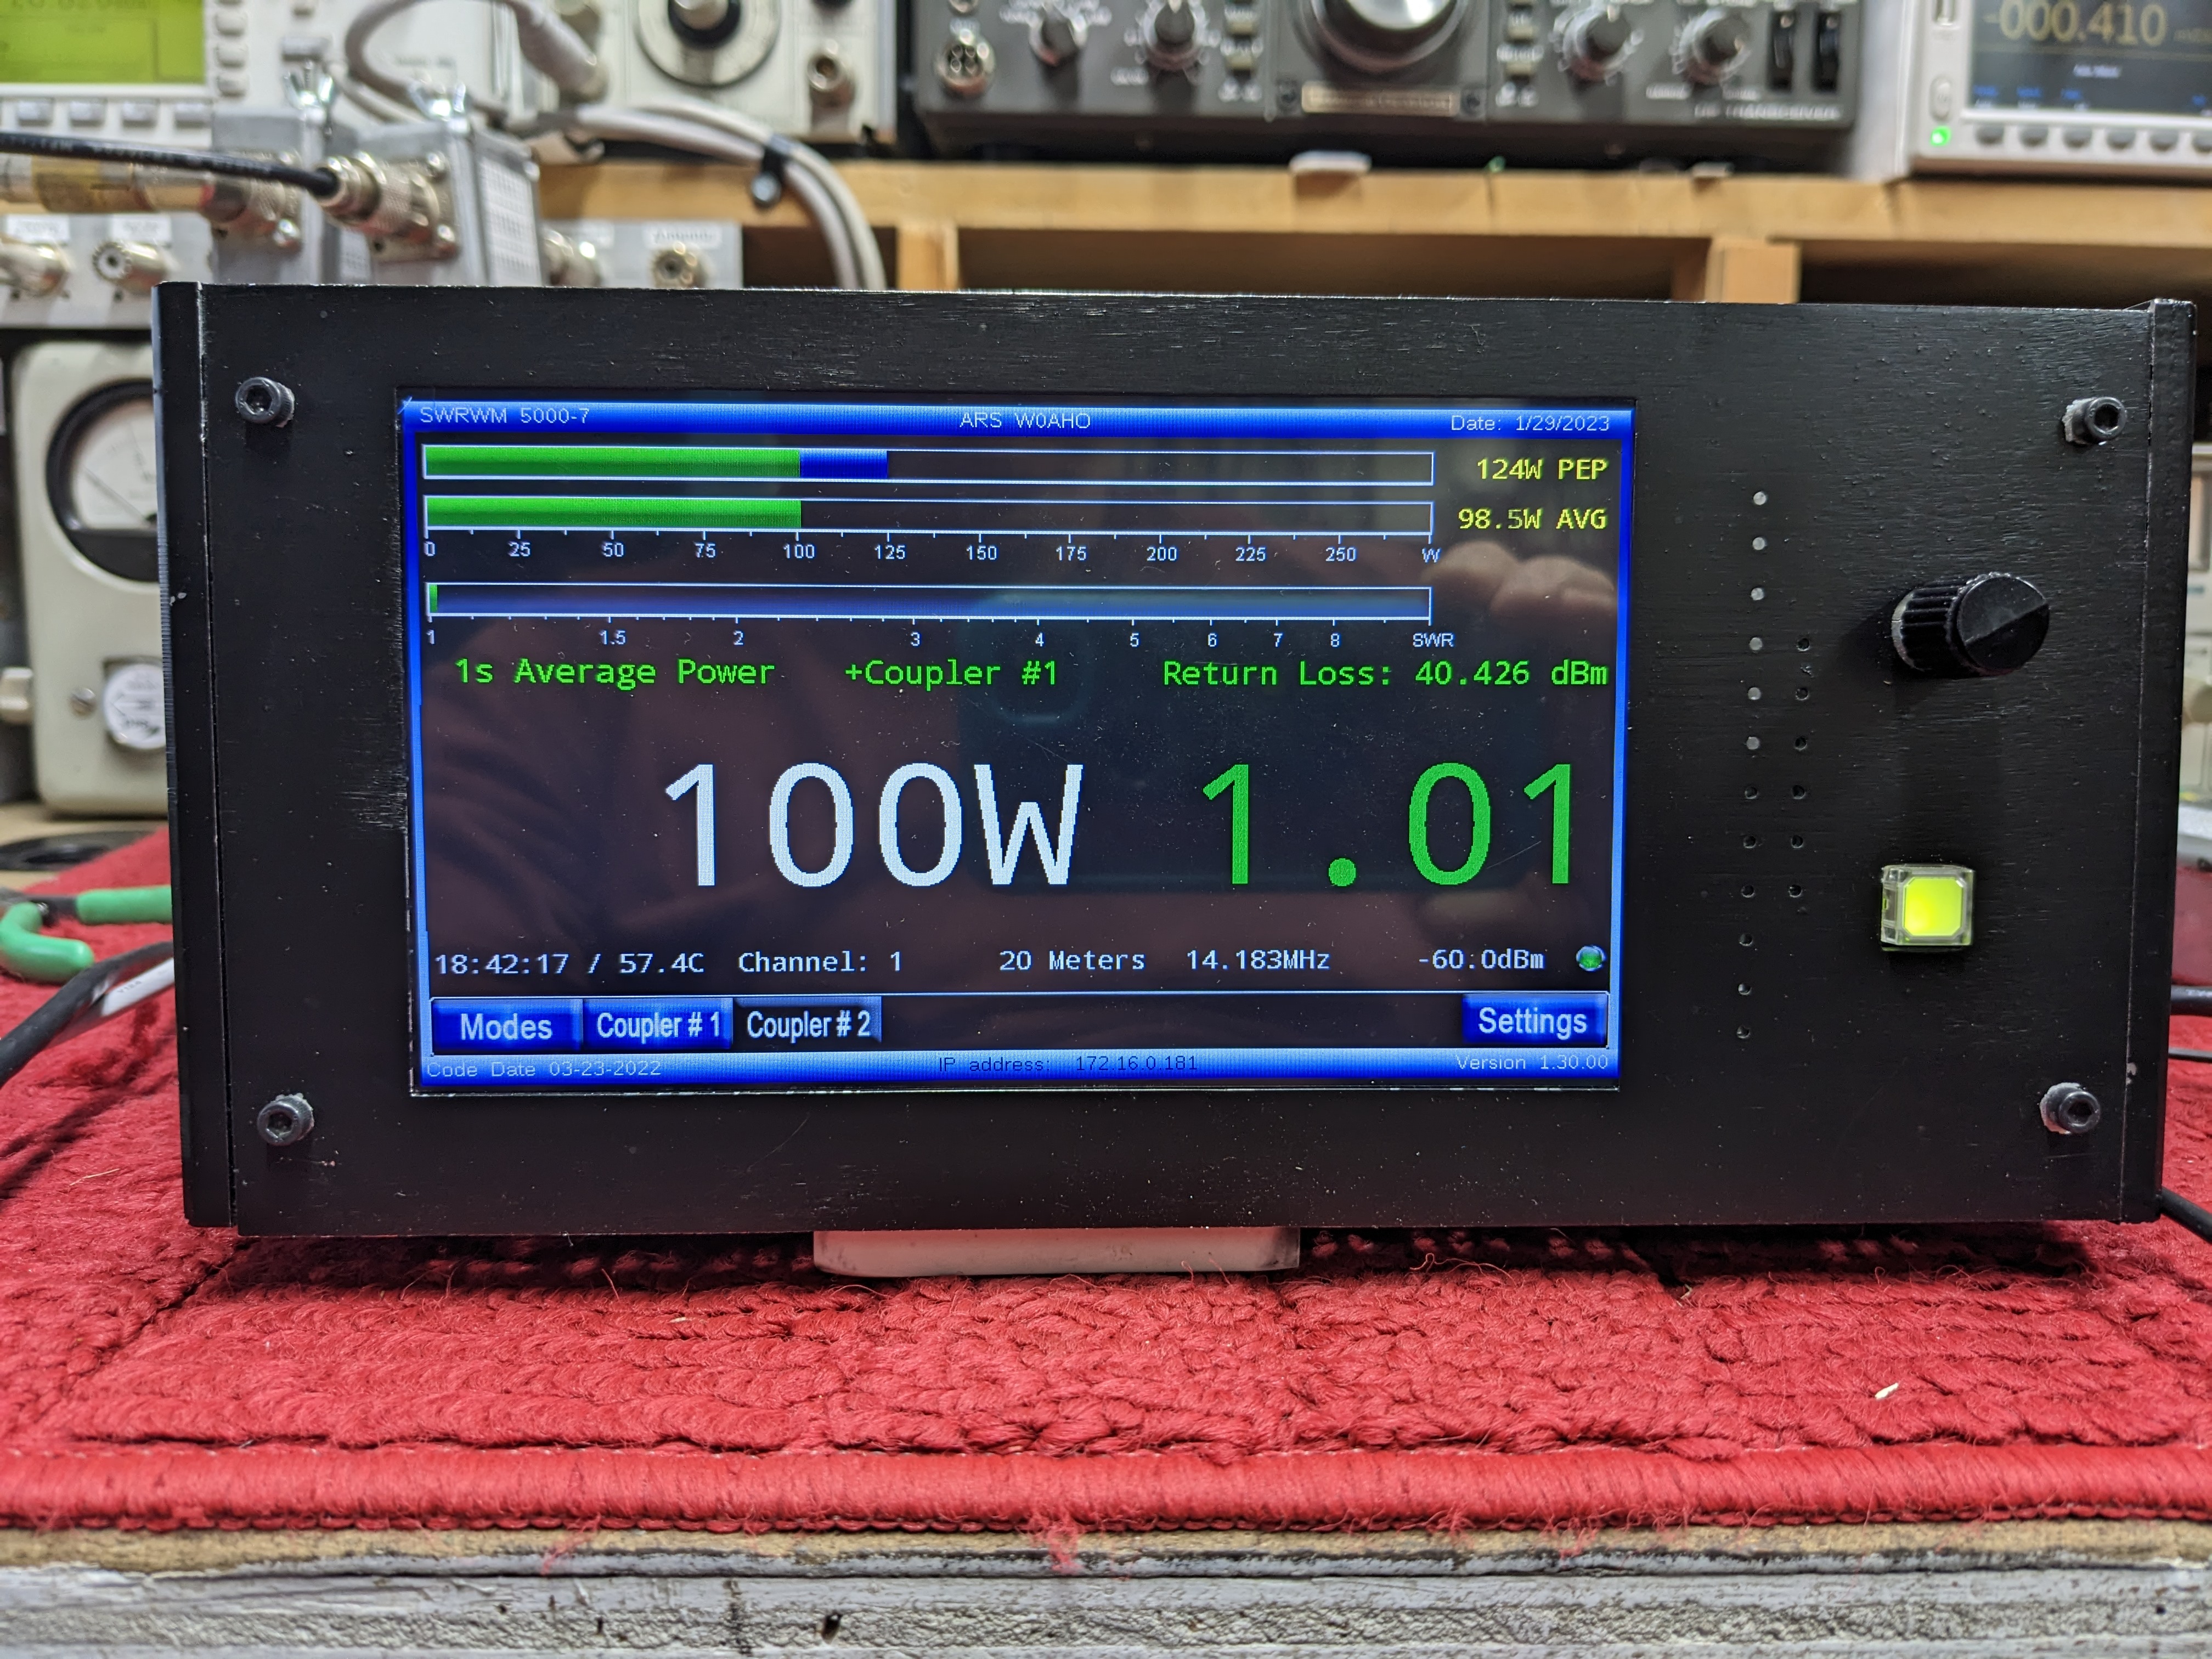 -000.410
SWRWM 5000-7 ARS W0AHO Date: 1/29/2023
124W PEP
98.5W AVG
0 25 50 75 100 125 150 175 200 225 250 W
1 1.5 2 3 4 5 6 7 8 SWR
1s Average Power +Coupler #1 Return Loss: 40.426 dBm
100W 1.01
18:42:17 / 57.4C Channel: 1 20 Meters 14.183MHz -60.0dBm
Modes Coupler # 1 Coupler # 2 Settings
Code Date 03-23-2022 IP address: 172.16.0.181 Version 1.30.00